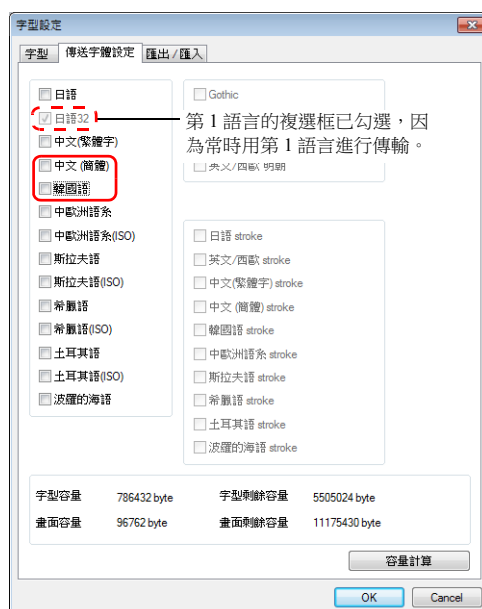 字型設定
字型 傳送字體設定 匯出/匯入
日語
日語32
中文(繁體字)
中文 (簡體)
韓國語
中歐洲語系
中歐洲語系(ISO)
斯拉夫語
斯拉夫語(ISO)
希臘語
希臘語(ISO)
土耳其語
土耳其語(ISO)
波羅的海語
Gothic
第 1 語言的複選框已勾選，因
為常時用第 1 語言進行傳輸。
英文/西歐 明朝
日語 stroke
英文/西歐 stroke
中文(繁體字) stroke
中文 (簡體) stroke
韓國語 stroke
中歐洲語系 stroke
斯拉夫語 stroke
希臘語 stroke
土耳其語 stroke
波羅的海語 stroke
字型容量 786432 byte 字型剩餘容量 5505024 byte
畫面容量 96762 byte 畫面剩餘容量 11175430 byte
容量計算
OK Cancel